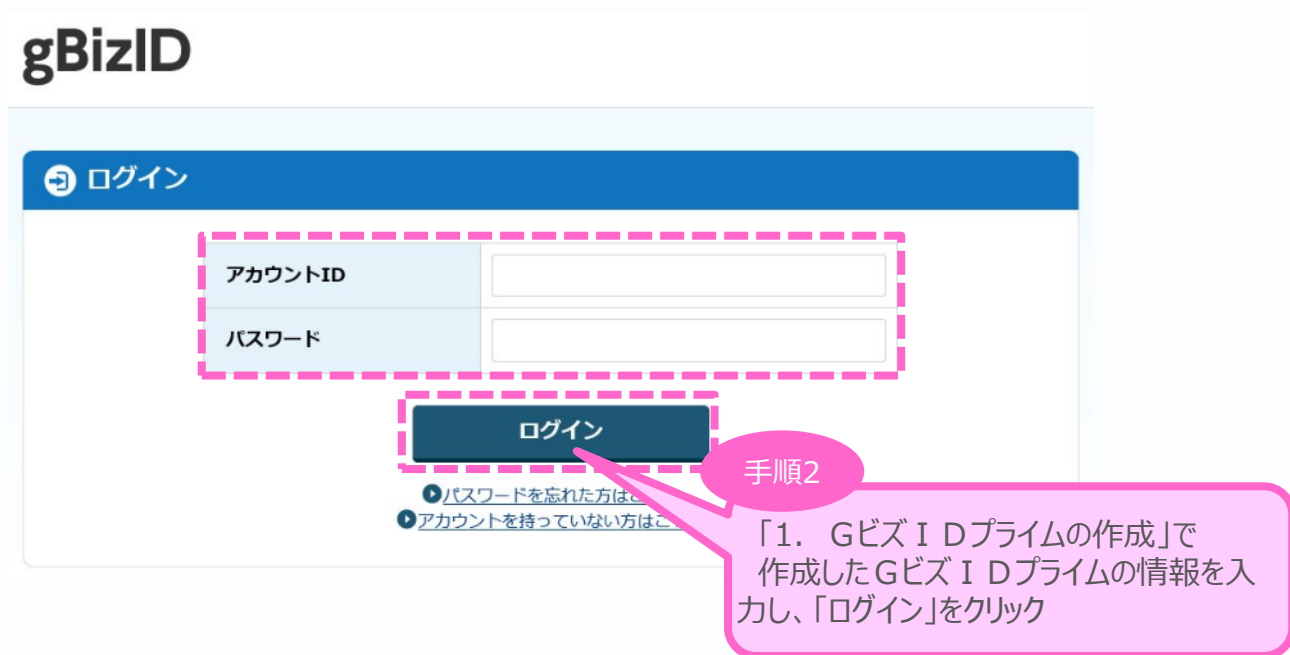 gBizID
ログイン
アカウントID
パスワード
ログイン
パスワードを忘れた方はこ
アカウントを持っていない方はこ
手順2
「1.　GビズＩＤプライムの作成」で
作成したGビズＩＤプライムの情報を入
力し、「ログイン」をクリック